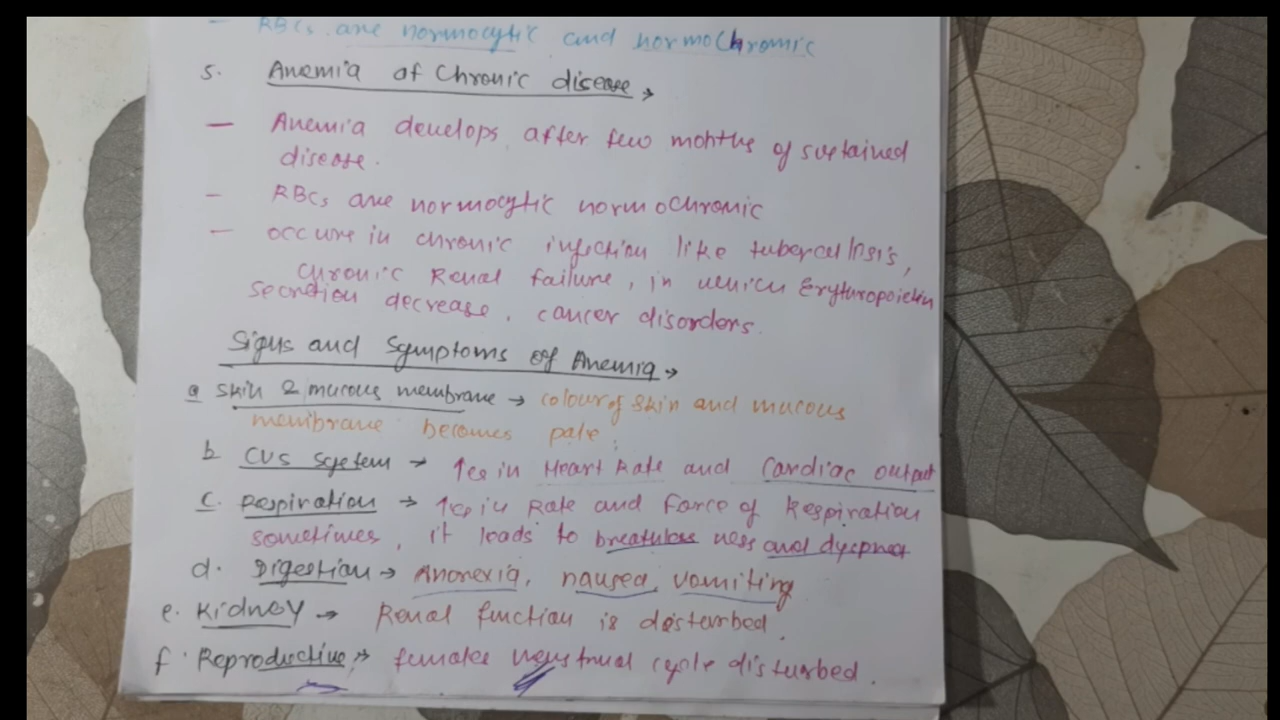 - RBCs are normocytic and normochromic
5. Anemia of Chronic disease →
- Anemia develops after few months of sustained
disease.
- RBCs are normocytic normochromic
- occurs in chronic infection like
chronic Renal failure, in which Erythropoietin
secretion decrease, cancer disorders.
Signs and Symptoms of Anemia →
a skin & mucous membrane → colour of skin and mucous
membrane becomes pale.
b CVS System → ↑es in Heart Rate and Cardiac output
c. Respiration → ↑es in Rate and Force of Respiration
sometimes, it leads to breathless ness and
d. Digestion → Anorexia, nausea, vomiting
e. Kidney → Renal function is disturbed.
f. Reproductive → females menstrual cycle disturbed.